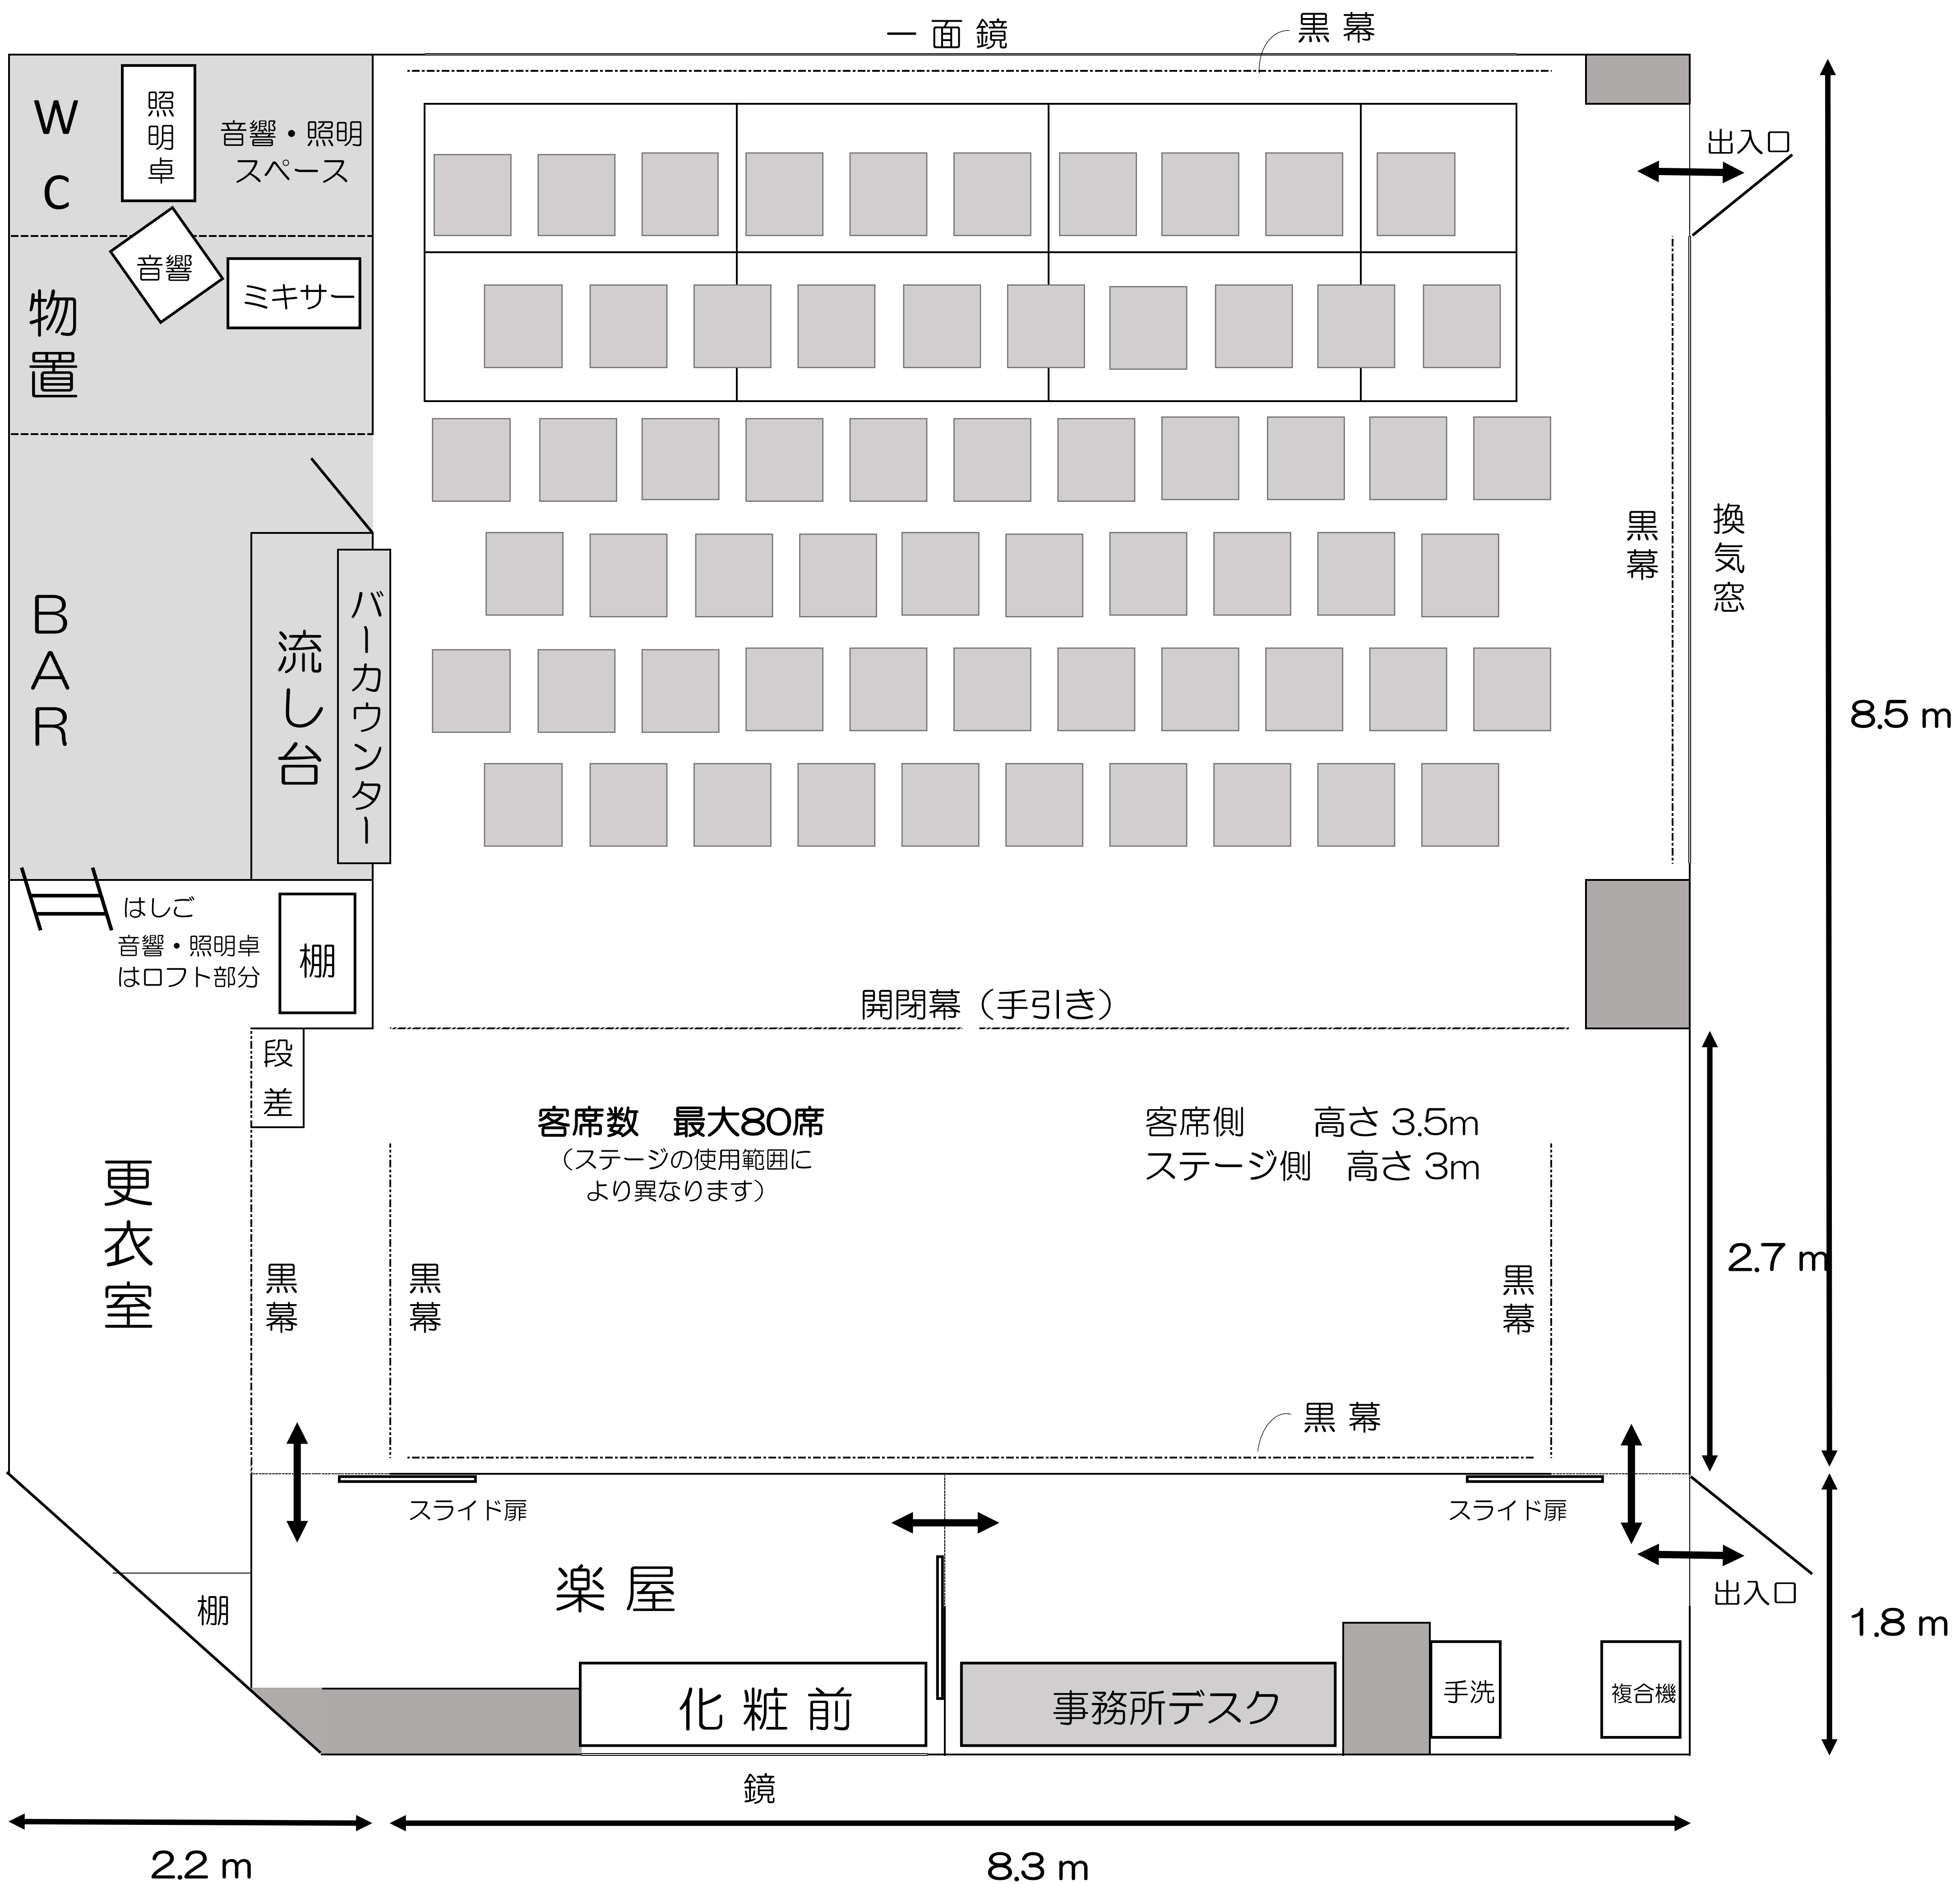 一面鏡
黒幕
WC
照明卓
音響・照明
スペース
出入口
音響
ミキサー
物置
BAR
流し台
バーカウンター
黒幕
換気窓
8.5 m
はしご
音響・照明卓
はロフト部分
棚
開閉幕（手引き）
段差
客席数　最大80席
（ステージの使用範囲に
より異なります）
客席側　高さ 3.5m
ステージ側　高さ 3m
更衣室
黒幕
黒幕
黒幕
2.7 m
黒幕
スライド扉
スライド扉
楽屋
出入口
棚
1.8 m
化粧前
事務所デスク
手洗
複合機
鏡
2.2 m
8.3 m